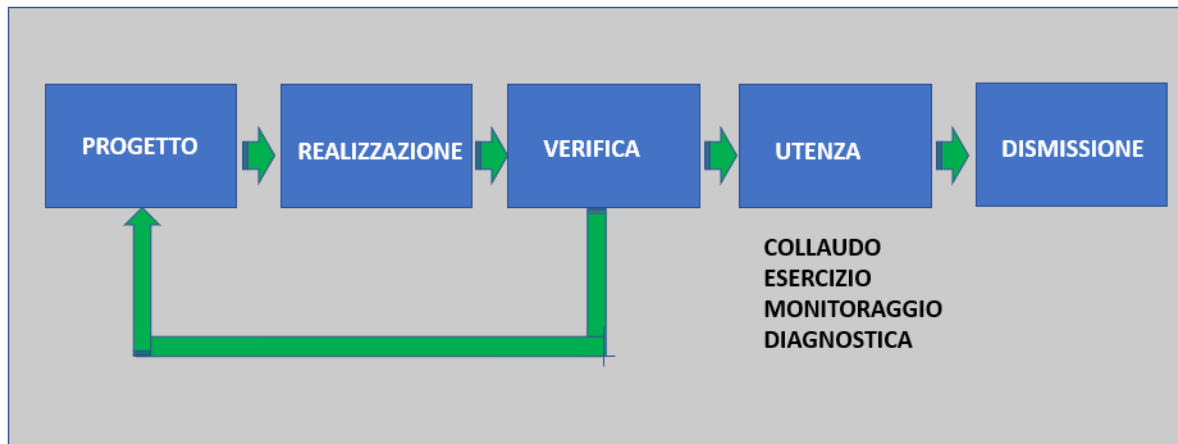 PROGETTO
REALIZZAZIONE
VERIFICA
UTENZA
DISMISSIONE
COLLAUDO
ESERCIZIO
MONITORAGGIO
DIAGNOSTICA